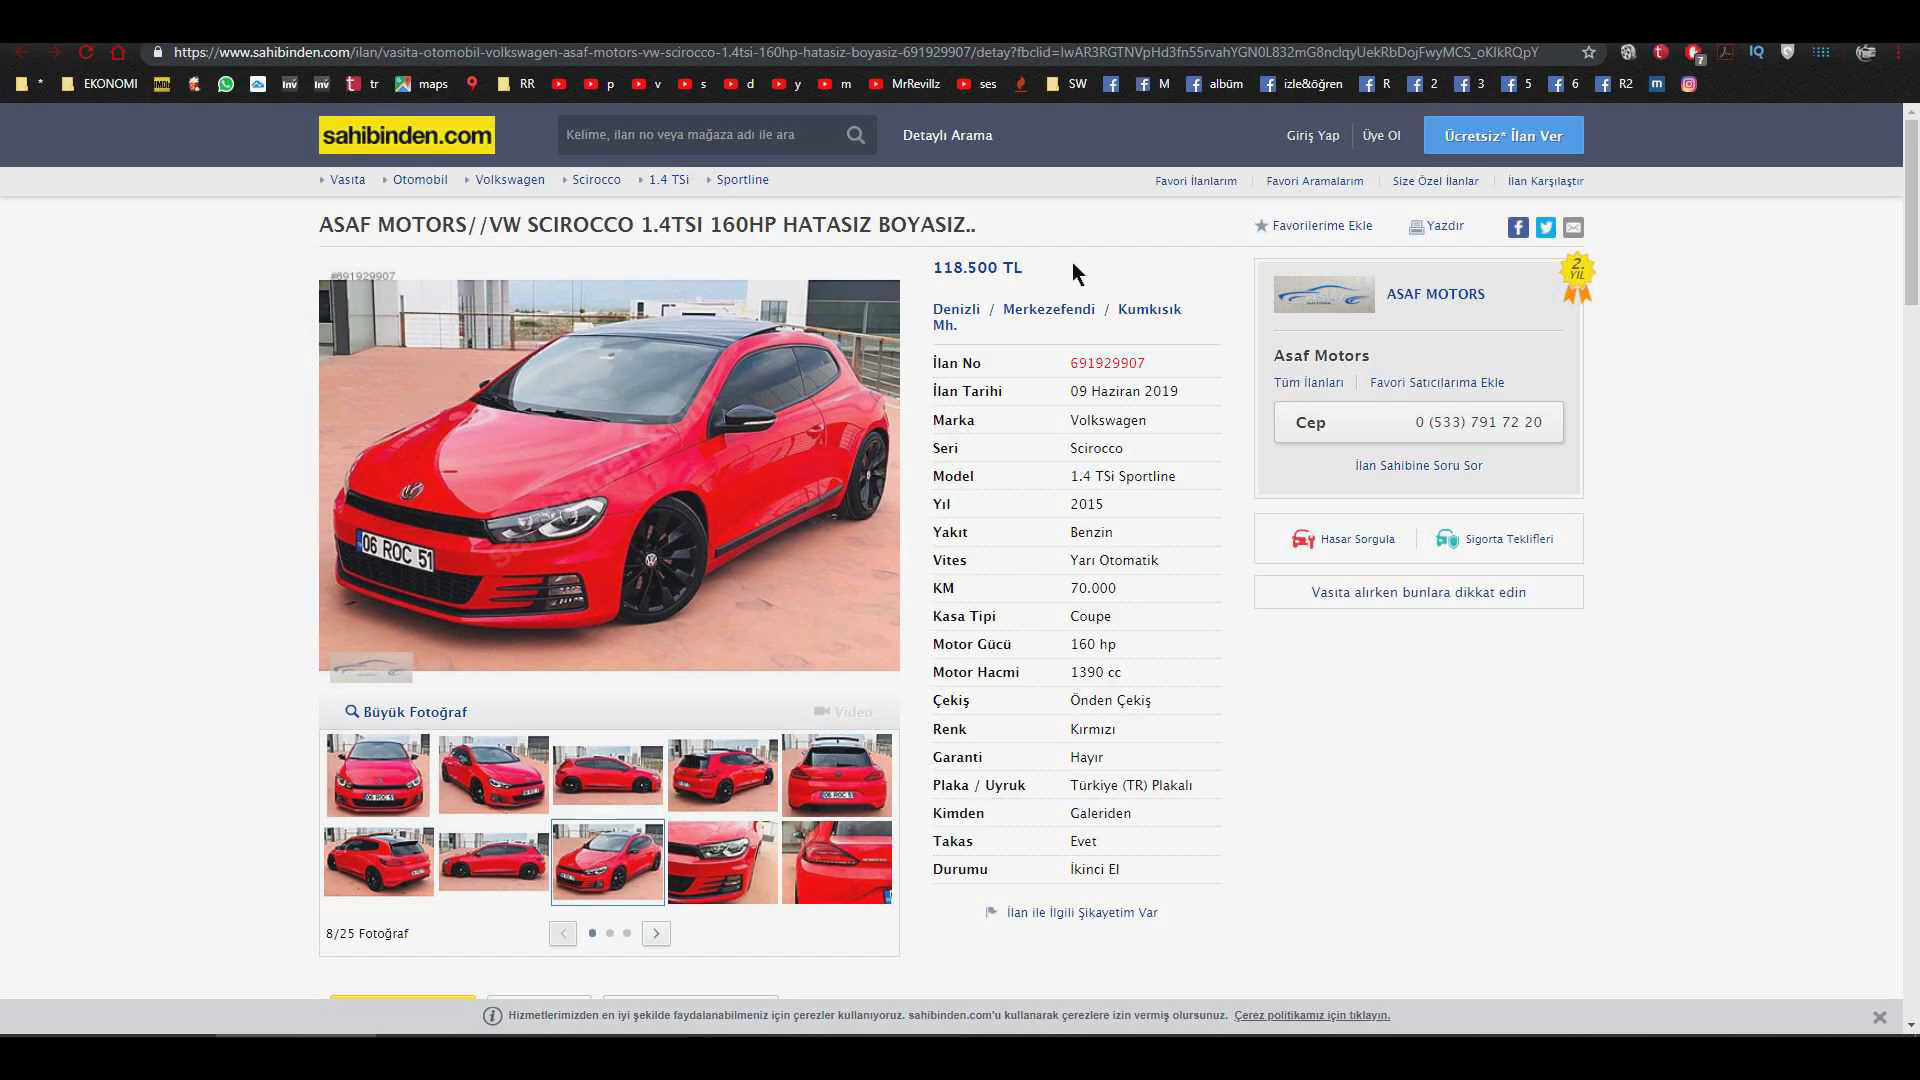 https://www.sahibinden.com/ilan/vasita-otomobil-volkswagen-asaf-motors-vw-scirocco-1.4tsi-160hp-hatasiz-boyasiz-691929907/detay?fbclid=IwAR3RGTNVpHd3fn55rvahYGN0L832mG8nclqyUekRbDojFwyMCS_oKIkRQpY
* EKONOMI tr maps RR p v s d y m MrRevillz ses SW M albüm izle&öğren R 2 3 5 6 R2 m
sahibinden.com
Kelime, ilan no veya mağaza adı ile ara
Detaylı Arama
Giriş Yap
Üye Ol
Ücretsiz* İlan Ver
Vasıta Otomobil Volkswagen Scirocco 1.4 TSi Sportline
Favori İlanlarım Favori Aramalarım Size Özel İlanlar İlan Karşılaştır
ASAF MOTORS//VW SCIROCCO 1.4TSI 160HP HATASIZ BOYASIZ..
Favorilerime Ekle
Yazdır
#691929907
06 ROC 51
Büyük Fotoğraf
Video
8/25 Fotoğraf
118.500 TL
Denizli / Merkezefendi / Kumkısık
Mh.
İlan No 691929907
İlan Tarihi 09 Haziran 2019
Marka Volkswagen
Seri Scirocco
Model 1.4 TSi Sportline
Yıl 2015
Yakıt Benzin
Vites Yarı Otomatik
KM 70.000
Kasa Tipi Coupe
Motor Gücü 160 hp
Motor Hacmi 1390 cc
Çekiş Önden Çekiş
Renk Kırmızı
Garanti Hayır
Plaka / Uyruk Türkiye (TR) Plakalı
Kimden Galeriden
Takas Evet
Durumu İkinci El
İlan ile İlgili Şikayetim Var
ASAF MOTORS
2.
YIL
Asaf Motors
Tüm İlanları Favori Satıcılarıma Ekle
Cep 0 (533) 791 72 20
İlan Sahibine Soru Sor
Hasar Sorgula
Sigorta Teklifleri
Vasıta alırken bunlara dikkat edin
Hizmetlerimizden en iyi şekilde faydalanabilmeniz için çerezler kullanıyoruz. sahibinden.com'u kullanarak çerezlere izin vermiş olursunuz. Çerez politikamız için tıklayın.